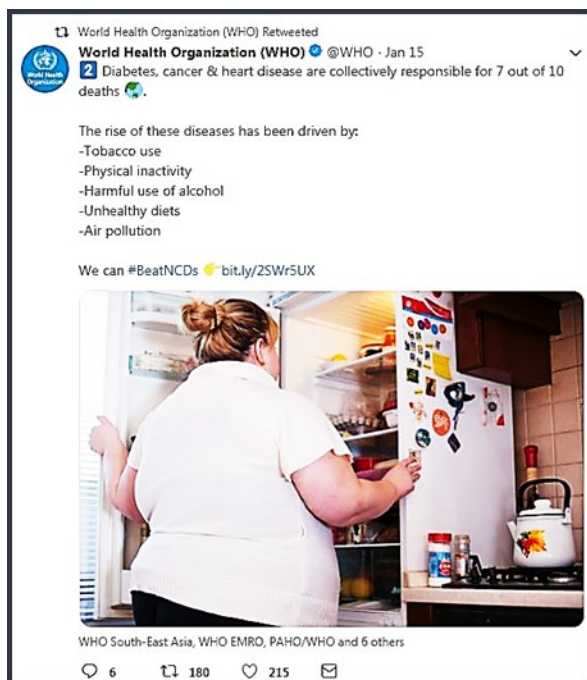 World Health Organization (WHO) Retweeted
World Health Organization (WHO) @WHO · Jan 15
World Health Organization
2 Diabetes, cancer & heart disease are collectively responsible for 7 out of 10
deaths 🌏.
The rise of these diseases has been driven by:
-Tobacco use
-Physical inactivity
-Harmful use of alcohol
-Unhealthy diets
-Air pollution
We can #BeatNCDs 👉bit.ly/2SWr5UX
WHO South-East Asia, WHO EMRO, PAHO/WHO and 6 others
6 180 215